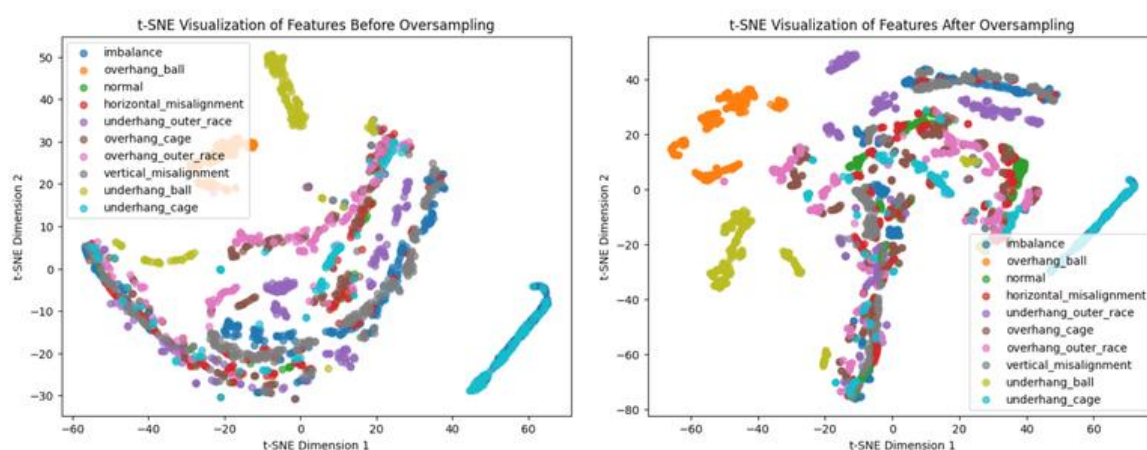 t-SNE Visualization of Features Before Oversampling
50
40
30
20
10
0
−10
−20
−30
t-SNE Dimension 2
imbalance
overhang_ball
normal
horizontal_misalignment
underhang_outer_race
overhang_cage
overhang_outer_race
vertical_misalignment
underhang_ball
underhang_cage
−60
−40
−20
0
20
40
60
t-SNE Dimension 1
t-SNE Visualization of Features After Oversampling
40
20
0
−20
−40
−60
−80
t-SNE Dimension 2
imbalance
overhang_ball
normal
horizontal_misalignment
underhang_outer_race
overhang_cage
overhang_outer_race
vertical_misalignment
underhang_ball
underhang_cage
−60
−40
−20
0
20
40
60
t-SNE Dimension 1